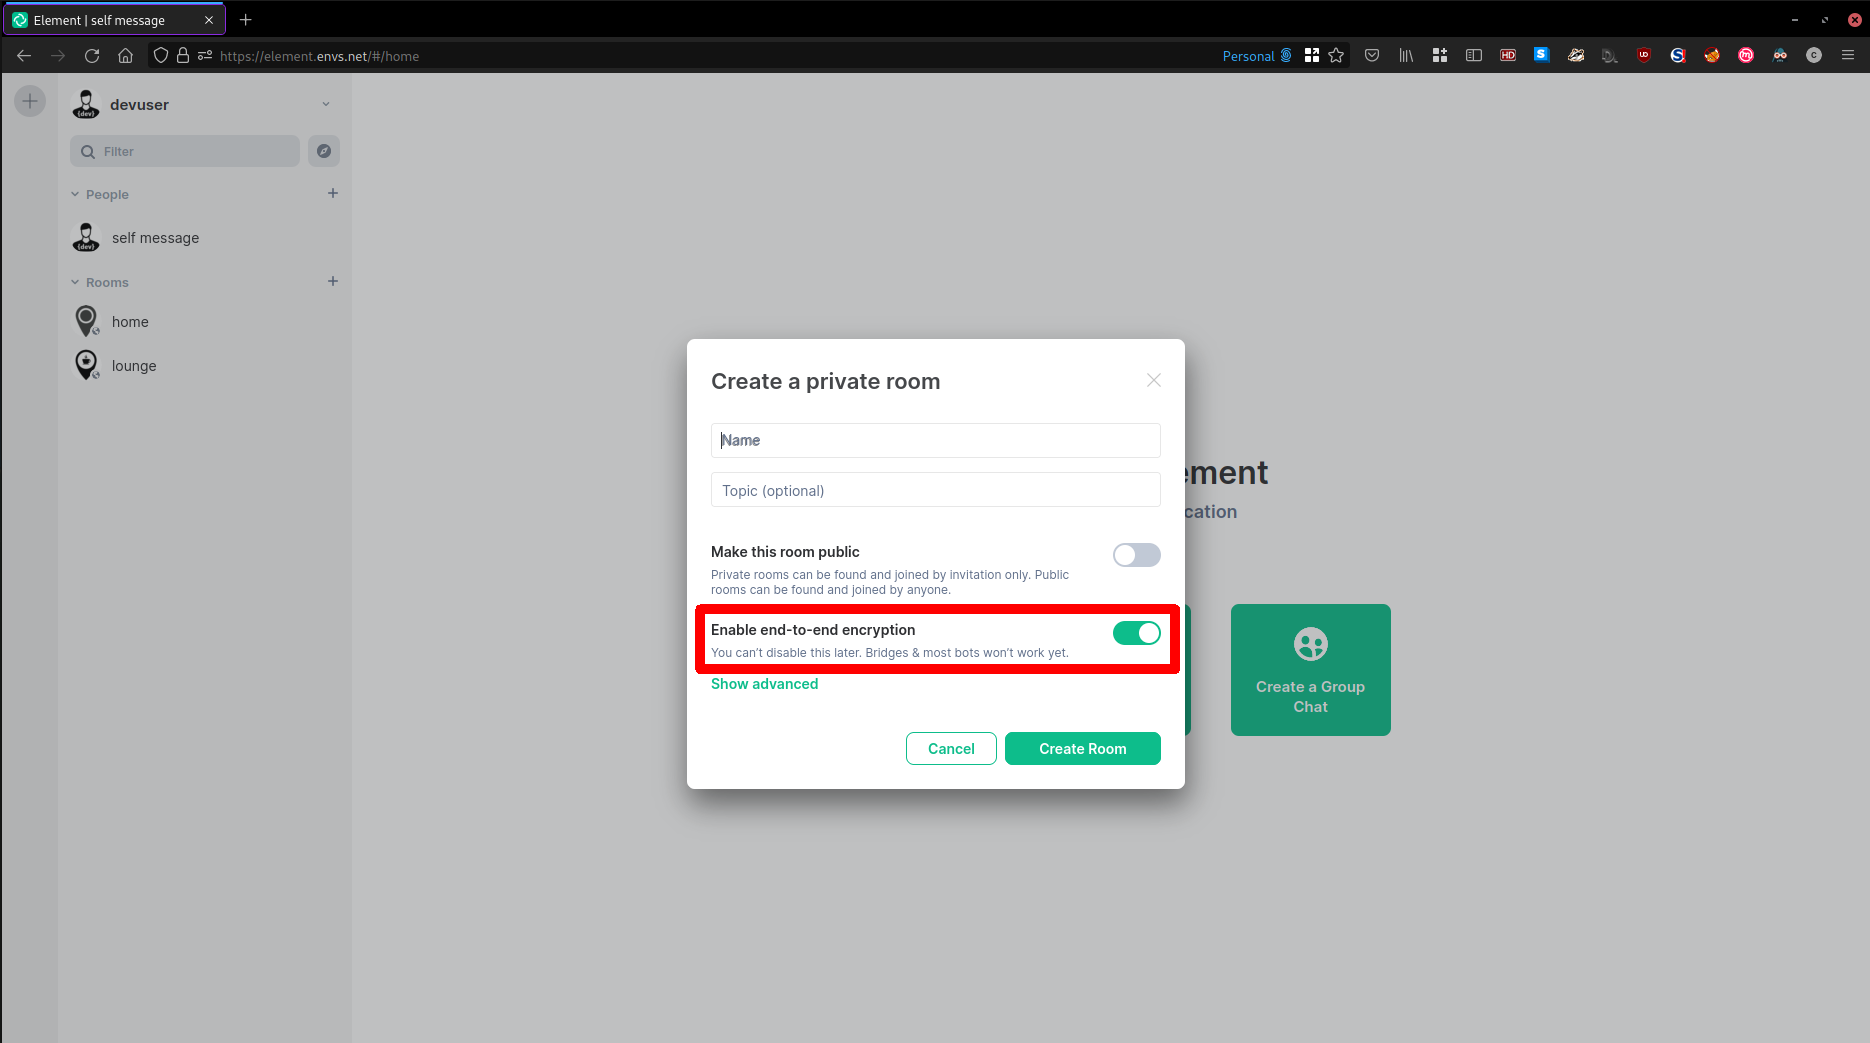 Element | self message
https://element.envs.net/#/home
Personal
devuser
Filter
People
self message
Rooms
home
lounge
ement
cation
Create a Group
Chat
Create a private room
Name
Topic (optional)
Make this room public
Private rooms can be found and joined by invitation only. Public
rooms can be found and joined by anyone.
Enable end-to-end encryption
You can’t disable this later. Bridges & most bots won’t work yet.
Show advanced
Cancel
Create Room